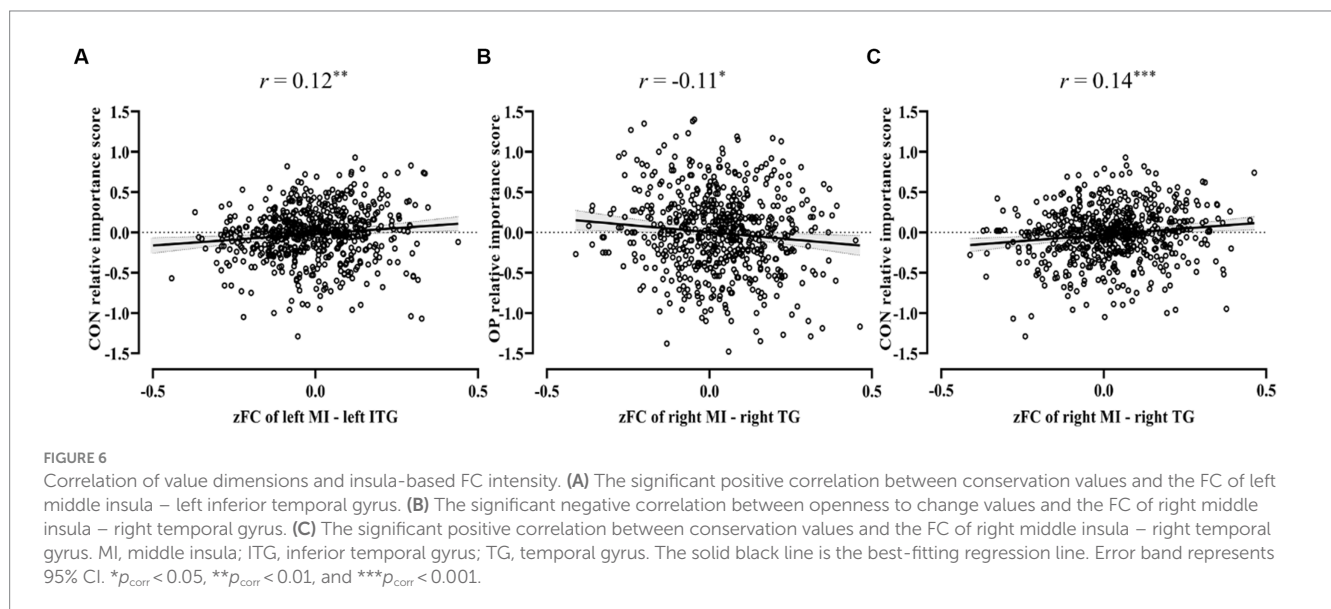 A
B
C
r = 0.12**
r = -0.11*
r = 0.14***
CON relative importance score
1.5
1.0
0.5
0.0
-0.5
-1.0
-1.5
-0.5
0.0
0.5
zFC of left MI - left ITG
OP relative importance score
1.5
1.0
0.5
0.0
-0.5
-1.0
-1.5
-0.5
0.0
0.5
zFC of right MI - right TG
CON relative importance score
1.5
1.0
0.5
0.0
-0.5
-1.0
-1.5
-0.5
0.0
0.5
zFC of right MI - right TG
FIGURE 6
Correlation of value dimensions and insula-based FC intensity. (A) The significant positive correlation between conservation values and the FC of left
middle insula – left inferior temporal gyrus. (B) The significant negative correlation between openness to change values and the FC of right middle
insula – right temporal gyrus. (C) The significant positive correlation between conservation values and the FC of right middle insula – right temporal
gyrus. MI, middle insula; ITG, inferior temporal gyrus; TG, temporal gyrus. The solid black line is the best-fitting regression line. Error band represents
95% CI. *pcorr < 0.05, **pcorr < 0.01, and ***pcorr < 0.001.